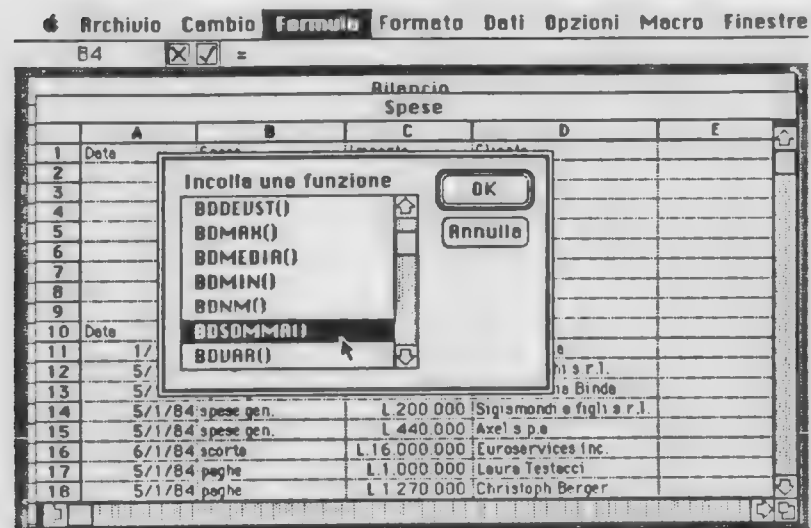 Archivio Cambio Formula Formato Dati Opzioni Macro Finestre
B4 =
Bilancio
Spese
A B C D E
1 Data Spese Importo Cliente
2
3
4
5
6
7
8
9
10 Data
11 1/
12 5/ s r.l.
13 5/ Binda
14 5/1/84 spese gen. L.200 000 Sigismondi e figli s r.l.
15 5/1/84 spese gen. L 440.000 Axel s p.a
16 6/1/84 scorte L.16.000.000 Euroservices Inc.
17 5/1/84 paghe L.1.000 000 Laura Testacci
18 5/1/84 paghe L 1 270 000 Christoph Berger
Incolla una funzione
OK
Annulla
BDDEVST()
BDMAX()
BDMEDIA()
BDMIN()
BDNM()
BDSOMMA()
BDVAR()